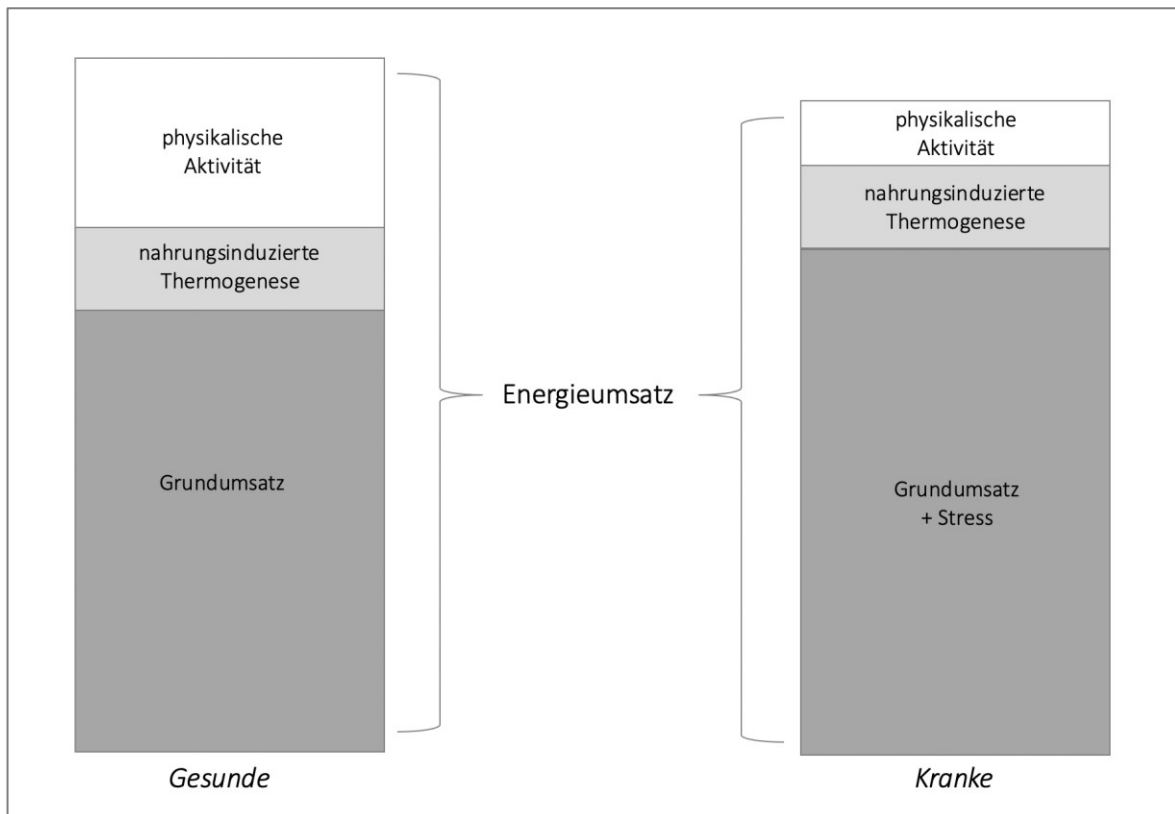 physikalische
Aktivität
nahrungsinduzierte
Thermogenese
Grundumsatz
Gesunde
Energieumsatz
physikalische
Aktivität
nahrungsinduzierte
Thermogenese
Grundumsatz
+ Stress
Kranke